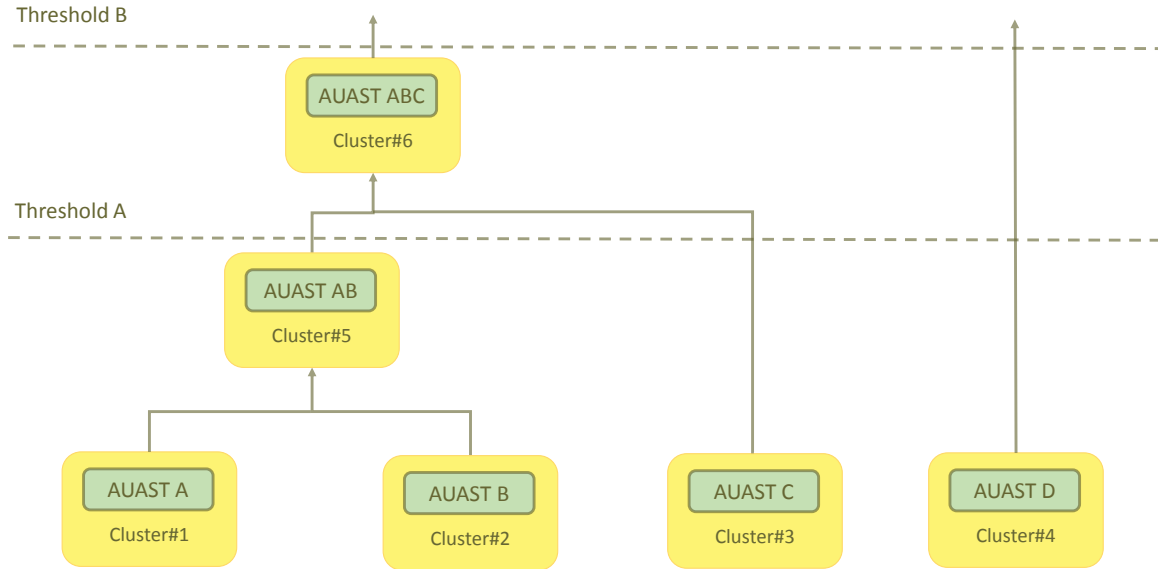 Threshold B
AUAST ABC
Cluster#6
Threshold A
AUAST AB
Cluster#5
AUAST A
Cluster#1
AUAST B
Cluster#2
AUAST C
Cluster#3
AUAST D
Cluster#4